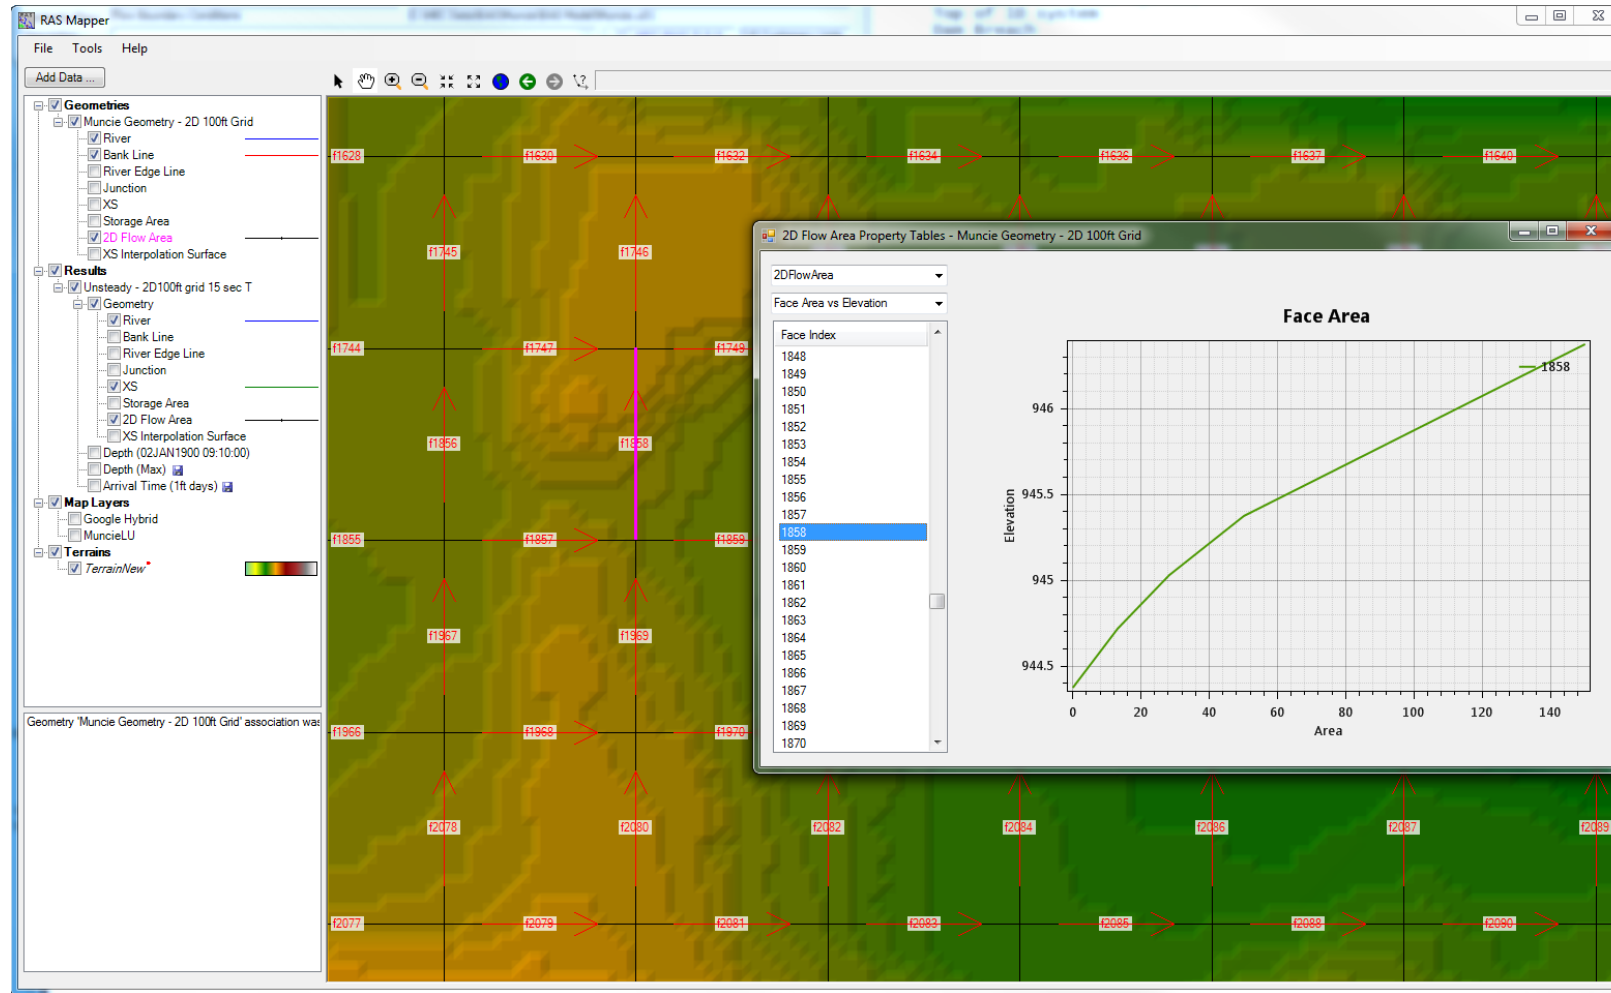 RAS Mapper
File Tools Help
Add Data ...
Geometries
Muncie Geometry - 2D 100ft Grid
River
Bank Line
River Edge Line
Junction
XS
Storage Area
2D Flow Area
XS Interpolation Surface
Results
Unsteady - 2D100ft grid 15 sec T
Geometry
River
Bank Line
River Edge Line
Junction
XS
Storage Area
2D Flow Area
XS Interpolation Surface
Depth (02JAN1900 09:10:00)
Depth (Max)
Arrival Time (1ft days)
Map Layers
Google Hybrid
MuncieLU
Terrains
TerrainNew
Geometry 'Muncie Geometry - 2D 100ft Grid' association was
f1628 f1630 f1632 f1634 f1636 f1637 f1640
f1745 f1746
f1744 f1747 f1749
f1856 f1858
f1855 f1857 f1859
f1967 f1969
f1966 f1968 f1970
f2078 f2080 f2082 f2084 f2086 f2087 f2089
f2077 f2079 f2081 f2083 f2085 f2088 f2090
2D Flow Area Property Tables - Muncie Geometry - 2D 100ft Grid
2DFlowArea
Face Area vs Elevation
Face Index
1848
1849
1850
1851
1852
1853
1854
1855
1856
1857
1858
1859
1860
1861
1862
1863
1864
1865
1866
1867
1868
1869
1870
Face Area
1858
Elevation
946
945.5
945
944.5
0 20 40 60 80 100 120 140
Area